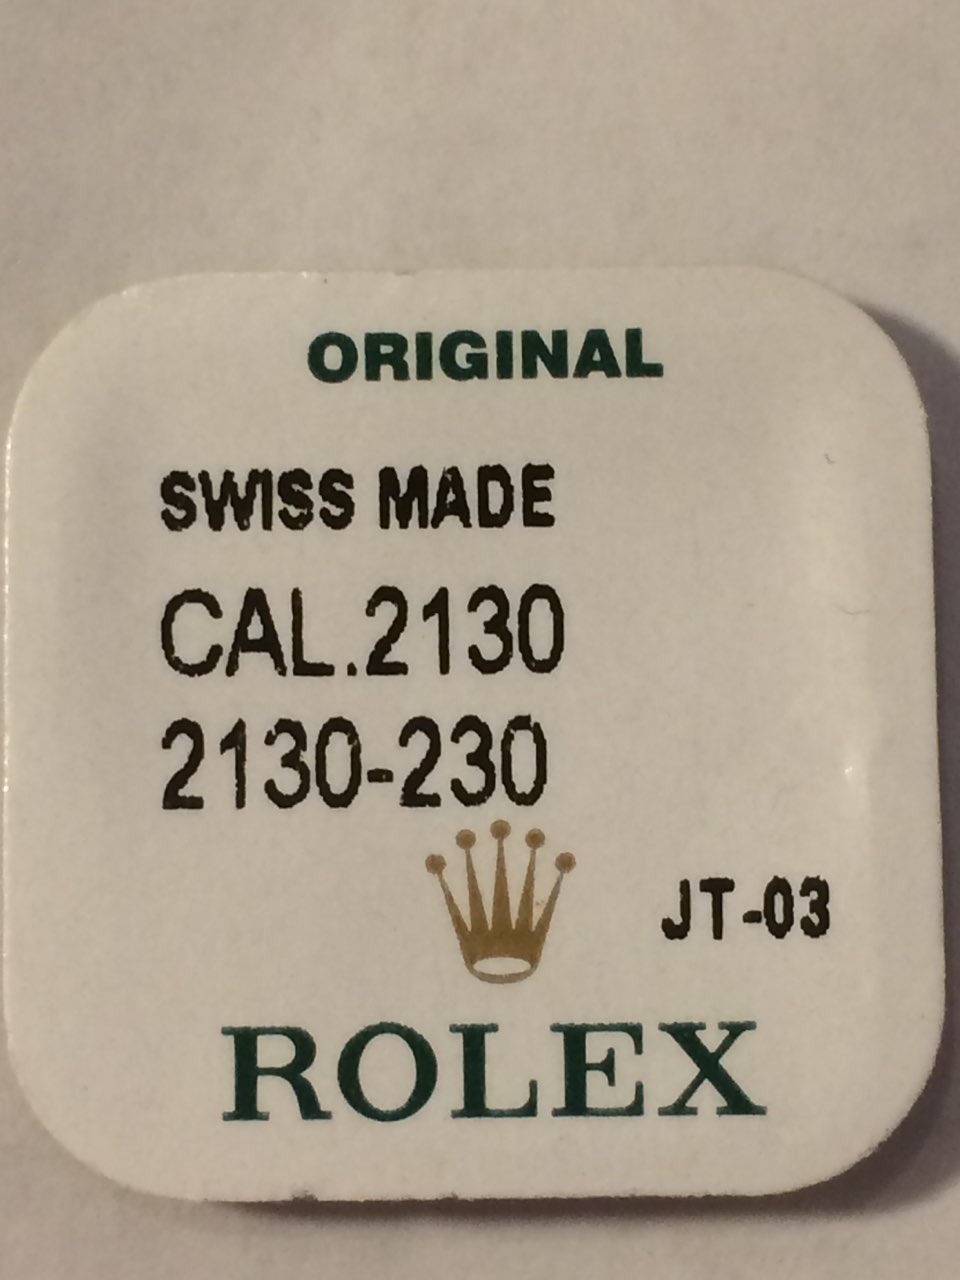 ORIGINAL
SWISS MADE
CAL.2130
2130-230
JT-03
ROLEX